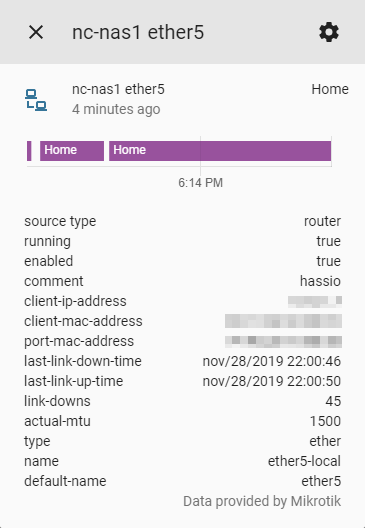 nc-nas1 ether5
nc-nas1 ether5 Home
4 minutes ago
Home Home
6:14 PM
source type router
running true
enabled true
comment hassio
client-ip-address
client-mac-address
port-mac-address
last-link-down-time nov/28/2019 22:00:46
last-link-up-time nov/28/2019 22:00:50
link-downs 45
actual-mtu 1500
type ether
name ether5-local
default-name ether5
Data provided by Mikrotik